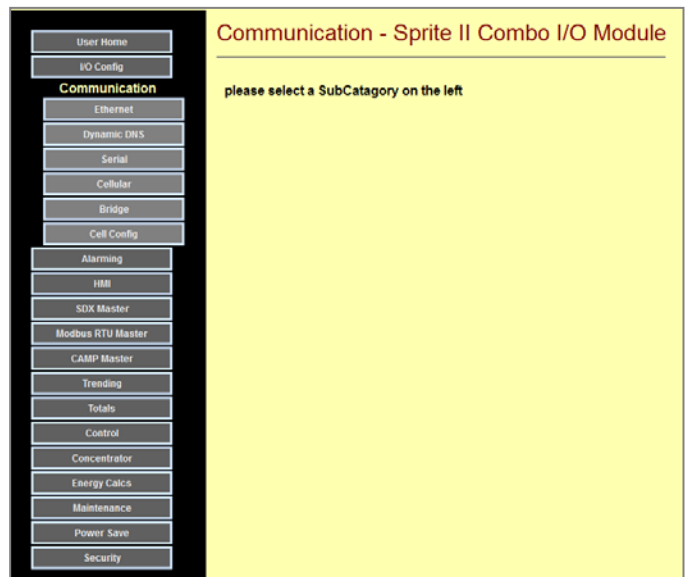 User Home
I/O Config
Communication
Ethernet
Dynamic DNS
Serial
Cellular
Bridge
Cell Config
Alarming
HMI
SDX Master
Modbus RTU Master
CAMP Master
Trending
Totals
Control
Concentrator
Energy Calcs
Maintenance
Power Save
Security
Communication - Sprite II Combo I/O Module
please select a SubCatagory on the left